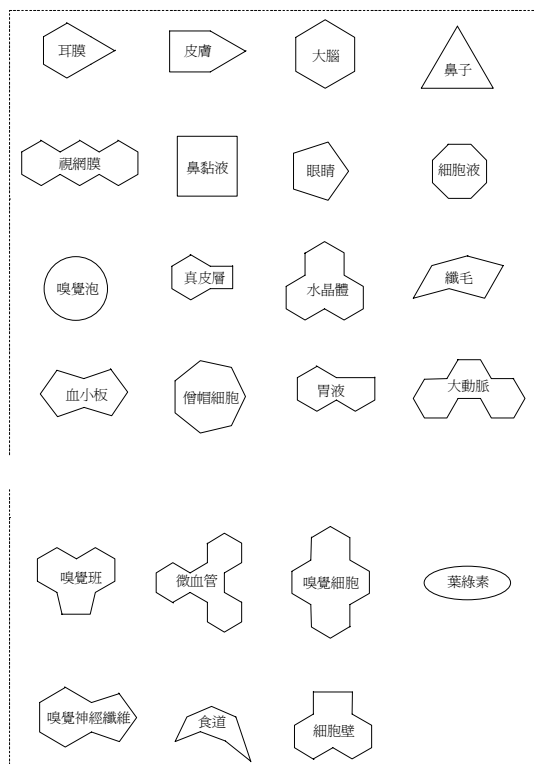 耳膜
皮膚
大腦
鼻子
視網膜
鼻黏液
眼睛
細胞液
嗅覺泡
真皮層
水晶體
纖毛
血小板
僧帽細胞
胃液
大動脈
嗅覺班
微血管
嗅覺細胞
葉綠素
嗅覺神經纖維
食道
細胞壁